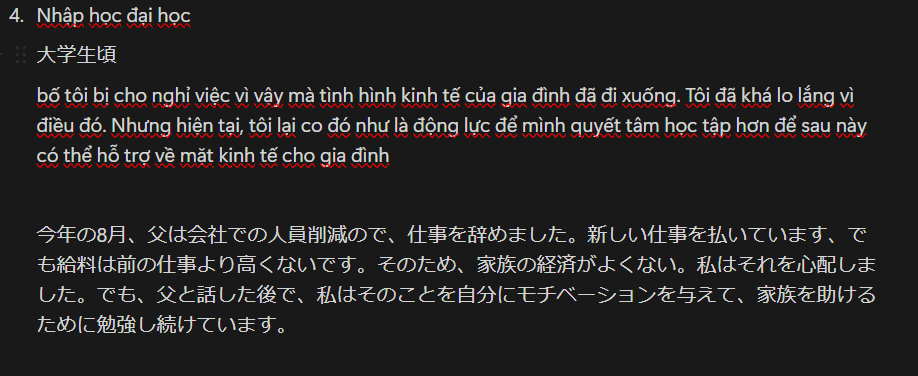 4. Nhập học đại học
大学生頃
bố tôi bị cho nghỉ việc vì vậy mà tình hình kinh tế của gia đình đã đi xuống. Tôi đã khá lo lắng vì
điều đó. Nhưng hiện tại, tôi lại co đó như là động lực để mình quyết tâm học tập hơn để sau này
có thể hỗ trợ về mặt kinh tế cho gia đình
今年の8月、父は会社での人員削減ので、仕事を辞めました。新しい仕事を払いています、で
も給料は前の仕事より高くないです。そのため、家族の経済がよくない。私はそれを心配しま
した。でも、父と話した後で、私はそのことを自分にモチベーションを与えて、家族を助ける
ために勉強し続けています。